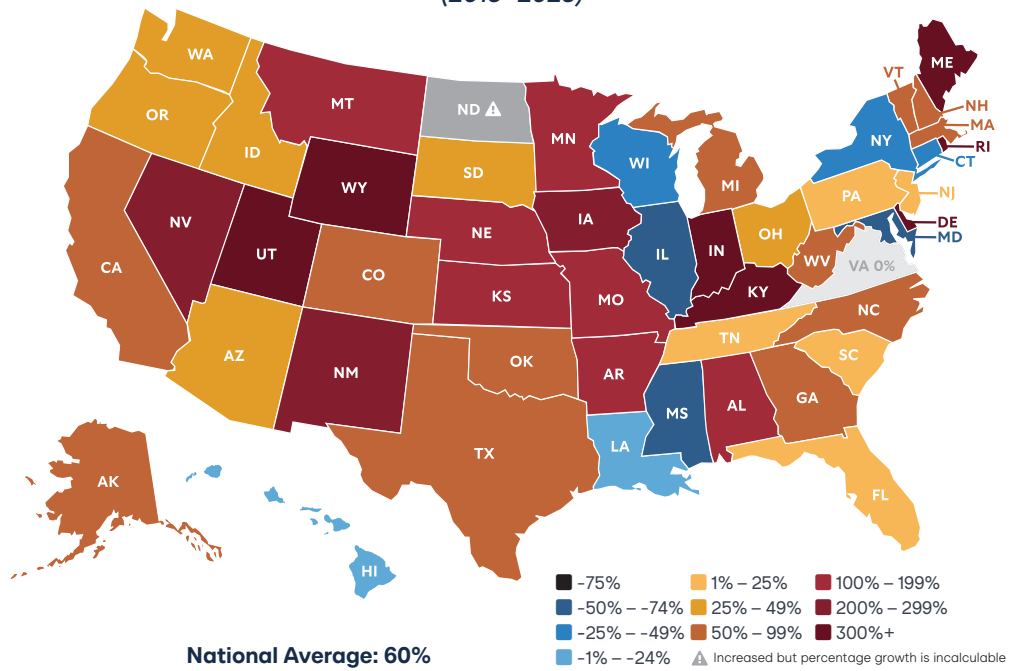 WA
ME
VT
MT
ND
NH
OR
MA
MN
NY
RI
ID
WI
CT
SD
MI
WY
PA
NJ
NV
IA
DE
NE
OH
MD
UT
IL
IN
CA
CO
WV
VA 0%
KY
KS
MO
NC
TN
AZ
OK
SC
NM
AR
GA
MS
AL
LA
TX
AK
FL
HI
-75%
-50% – -74%
-25% – -49%
-1% – -24%
1% – 25%
25% – 49%
50% – 99%
100% – 199%
200% – 299%
300%+
Increased but percentage growth is incalculable
National Average: 60%